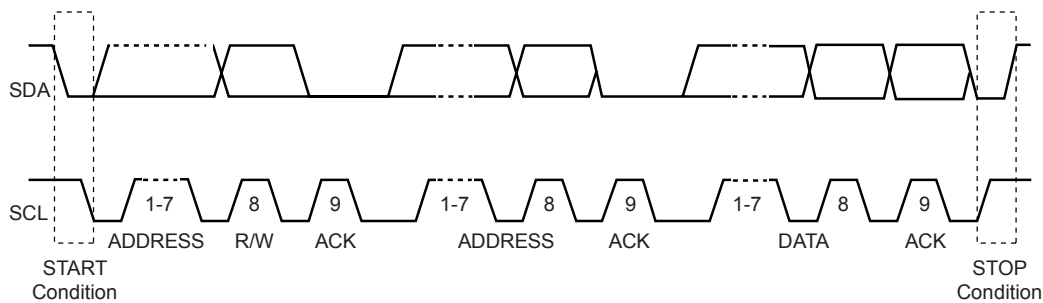 SDA
SCL
1-7 8 9 1-7 8 9 1-7 8 9
ADDRESS R/W ACK ADDRESS ACK DATA ACK
START
Condition
STOP
Condition